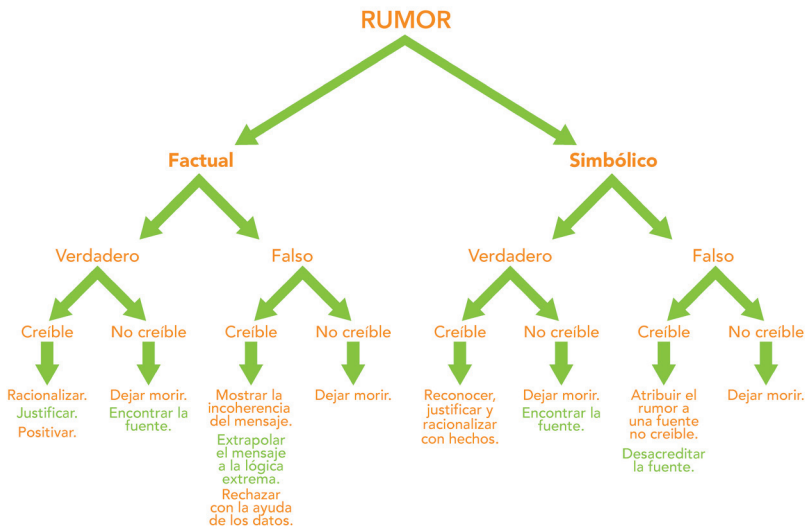 RUMOR
Factual
Simbólico
Verdadero
Falso
Verdadero
Falso
Creíble
No creíble
Creíble
No creíble
Creíble
No creíble
Creíble
No creíble
Racionalizar.
Justificar.
Positivar.
Dejar morir.
Encontrar la
fuente.
Mostrar la
incoherencia
del mensaje.
Extrapolar
el mensaje
a la lógica
extrema.
Rechazar
con la ayuda
de los datos.
Dejar morir.
Reconocer,
justificar y
racionalizar
con hechos.
Dejar morir.
Encontrar la
fuente.
Atribuir el
rumor a
una fuente
no creíble.
Desacreditar
la fuente.
Dejar morir.